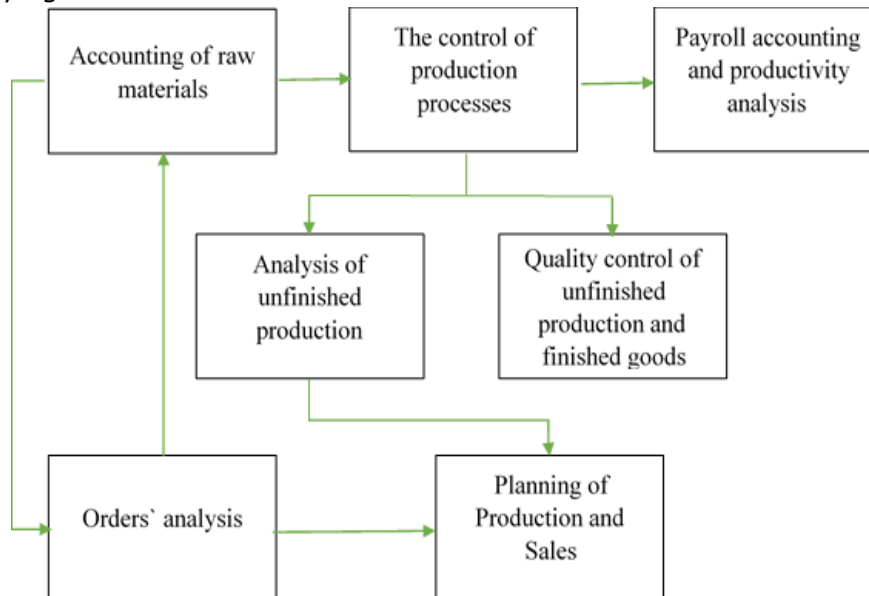 Accounting of raw
materials
The control of
production
processes
Payroll accounting
and productivity
analysis
Analysis of
unfinished
production
Quality control of
unfinished
production and
finished goods
Orders` analysis
Planning of
Production and
Sales